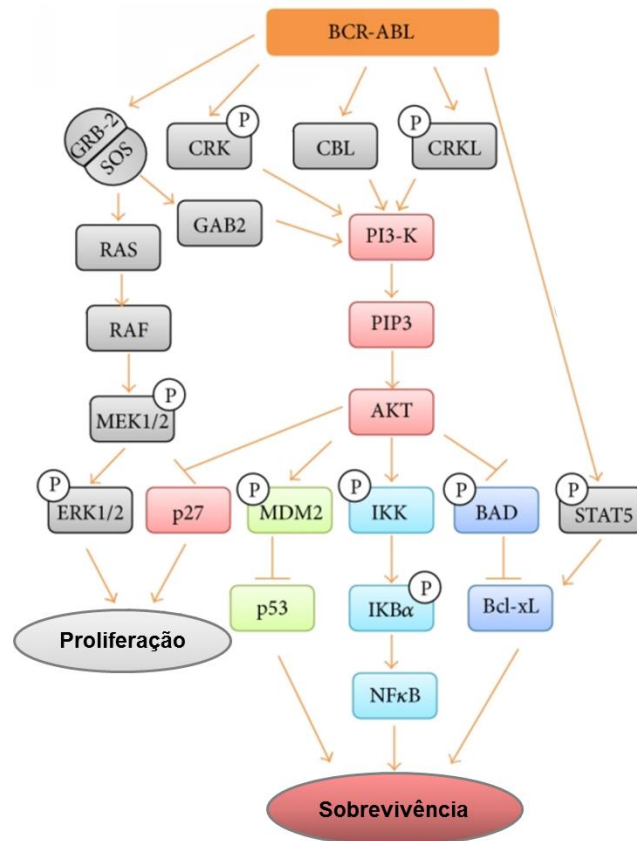 BCR-ABL
GRB-2
SOS
P
CRK
CBL
P
CRKL
GAB2
RAS
PI3-K
RAF
PIP3
P
MEK1/2
AKT
P
ERK1/2
p27
P
MDM2
P
IKK
P
BAD
P
STAT5
Proliferação
p53
P
IKBα
Bcl-xL
NFκB
Sobrevivência